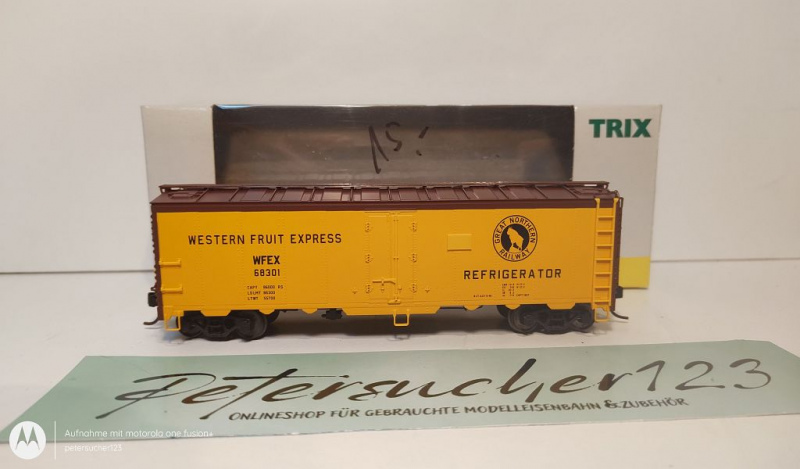 TRIX
15:
WESTERN FRUIT EXPRESS
WFEX
68301
GREAT NORTHERN
RAILWAY
REFRIGERATOR
Petersucher123
ONLINESHOP FÜR GEBRAUCHTE MODELLEISENBAHN & ZUBEHÖR
Aufnahme mit motorola one fusion+
petersucher123